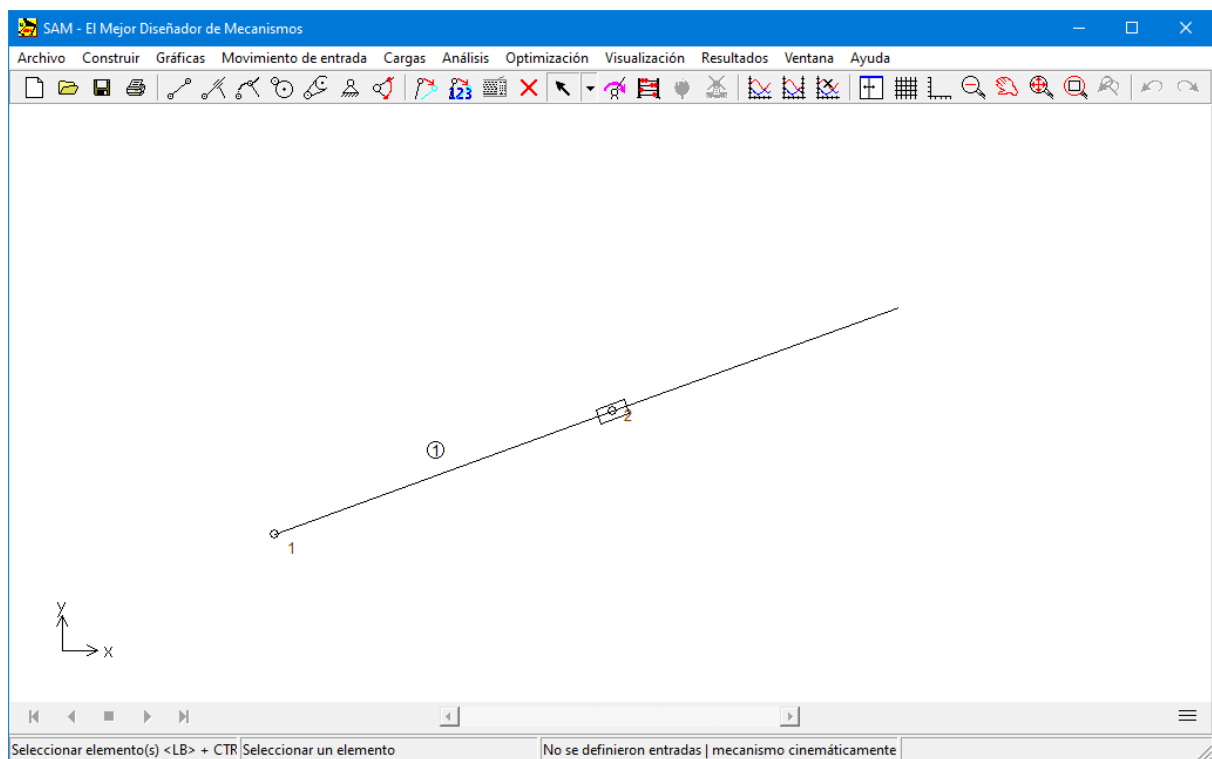 SAM - El Mejor Diseñador de Mecanismos
Archivo Construir Gráficas Movimiento de entrada Cargas Análisis Optimización Visualización Resultados Ventana Ayuda
123
2
1
1
y
x
Seleccionar elemento(s) <LB> + CTR Seleccionar un elemento No se definieron entradas | mecanismo cinemáticamente